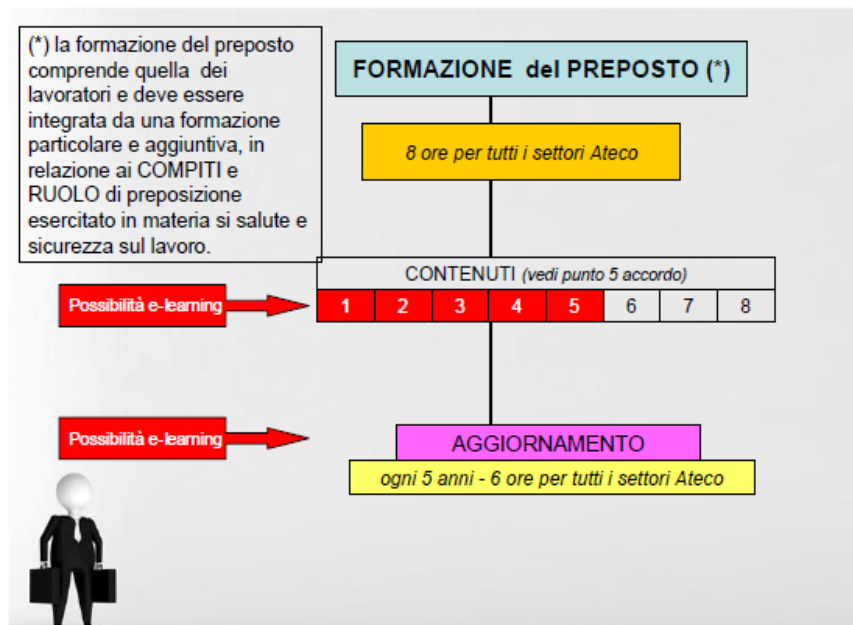 (*) la formazione del preposto
comprende quella dei
lavoratori e deve essere
integrata da una formazione
particolare e aggiuntiva, in
relazione ai COMPITI e
RUOLO di preposizione
esercitato in materia si salute e
sicurezza sul lavoro.
FORMAZIONE del PREPOSTO (*)
8 ore per tutti i settori Ateco
CONTENUTI (vedi punto 5 accordo)
Possibilità e-learning
1 2 3 4 5 6 7 8
Possibilità e-learning
AGGIORNAMENTO
ogni 5 anni - 6 ore per tutti i settori Ateco